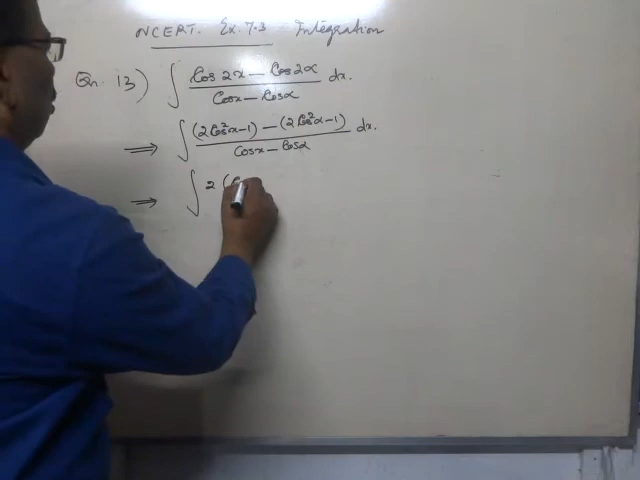 NCERT. Ex. 7.3 Integration
Qn. 13) ∫ (Cos 2x − Cos 2α)/(Cosx − Cosα) dx.
⟹ ∫ ((2Cos²x−1) − (2Cos²α−1))/(Cosx − Cosα) dx.
⟹ ∫ 2 (